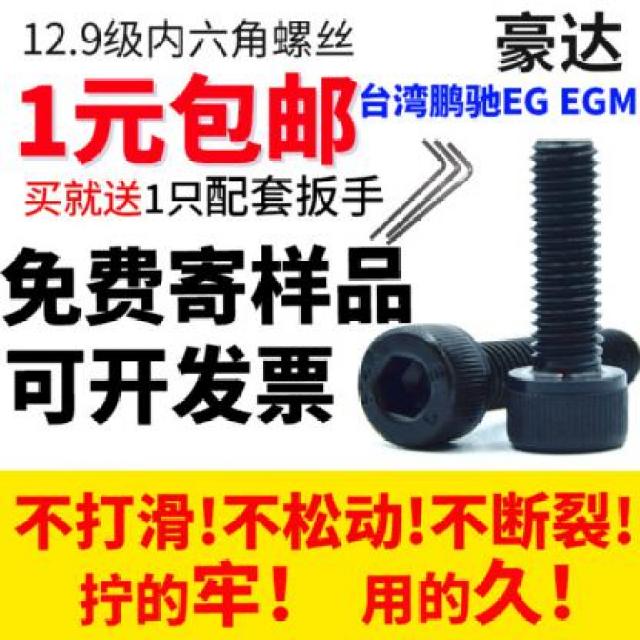 12.9级内六角螺丝
豪达
1元包邮
台湾鹏驰EG EGM
买就送1只配套扳手
免费寄样品
可开发票
不打滑!不松动!不断裂!
拧的牢! 用的久!